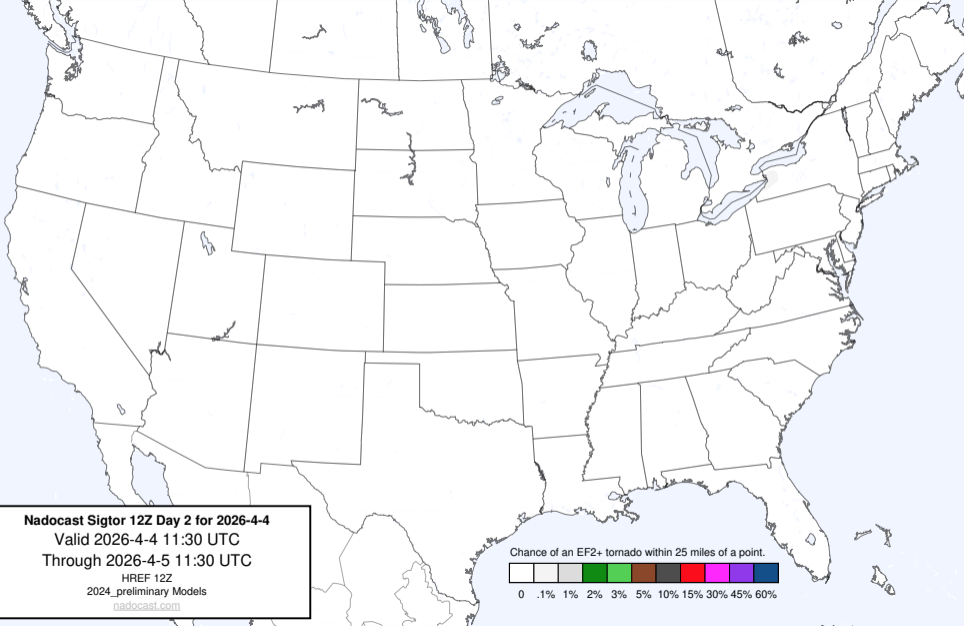 Nadocast Sigtor 12Z Day 2 for 2026-4-4
Valid 2026-4-4 11:30 UTC
Through 2026-4-5 11:30 UTC
HREF 12Z
2024_preliminary Models
nadocast.com
Chance of an EF2+ tornado within 25 miles of a point.
0 .1% 1% 2% 3% 5% 10% 15% 30% 45% 60%